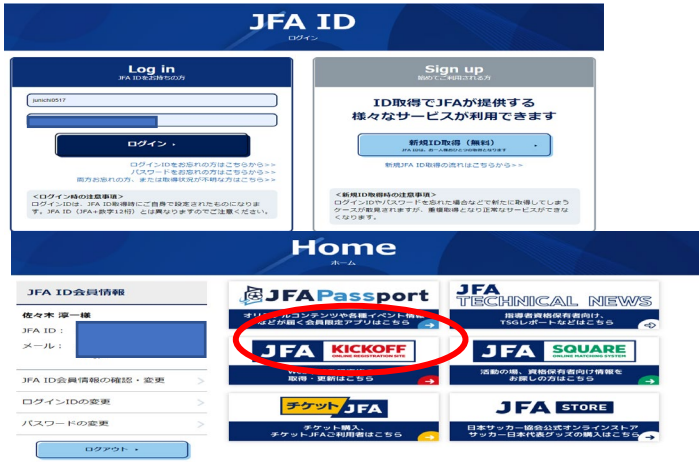 JFA ID
ログイン
Log in
JFA IDをお持ちの方
junichi0517
ログイン
ログインIDをお忘れの方はこちらから>>
パスワードをお忘れの方はこちらから>>
両方お忘れの方、または取得状況が不明な方はこちら>>
<ログイン時の注意事項>
ログインIDは、JFA ID取得時にご自身で設定されたものになりま
す。JFA ID（JFA+数字12桁）とは異なりますのでご注意ください。
Sign up
始めてご利用される方
ID取得でJFAが提供する
様々なサービスが利用できます
新規ID取得（無料）
JFA IDは、お一人様おひとつの取得となります
新規JFA ID取得の流れはこちらから>>
<新規ID取得時の注意事項>
ログインIDやパスワードを忘れた場合などで新たに取得してしまう
ケースが散見されますが、重複取得となり正常なサービスができな
くなります。
Home
ホーム
JFA ID会員情報
佐々木 淳一様
JFA ID：
メール：
JFA ID会員情報の確認・変更
ログインIDの変更
パスワードの変更
ログアウト
JFAPassport
オリジナルコンテンツや各種イベント情報
などが届く会員限定アプリはこちら
JFA
TECHNICAL NEWS
指導者資格保有者向け、
TSGレポートなどはこちら
JFA KICKOFF
ONLINE REGISTRATION SITE
取得・更新はこちら
JFA SQUARE
ONLINE MATCHING SYSTEM
活動の場、資格保有者向け情報を
お探しの方はこちら
チケットJFA
チケット購入、
チケットJFAご利用者はこちら
JFA STORE
日本サッカー協会公式オンラインストア
サッカー日本代表グッズの購入はこちら